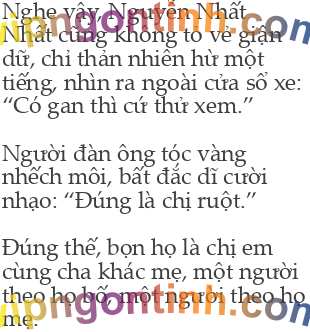 Nghe vậy, Nguyễn Nhất
Nhất cũng không tỏ vẻ giận
dữ, chỉ thản nhiên hừ một
tiếng, nhìn ra ngoài cửa sổ xe:
“Có gan thì cứ thử xem.”
Người đàn ông tóc vàng
nhếch môi, bất đắc dĩ cười
nhạo: “Đúng là chị ruột.”
Đúng thế, bọn họ là chị em
cùng cha khác mẹ, một người
theo họ bố, một người theo họ
mẹ.
vipngontinh.com
vipngontinh.com